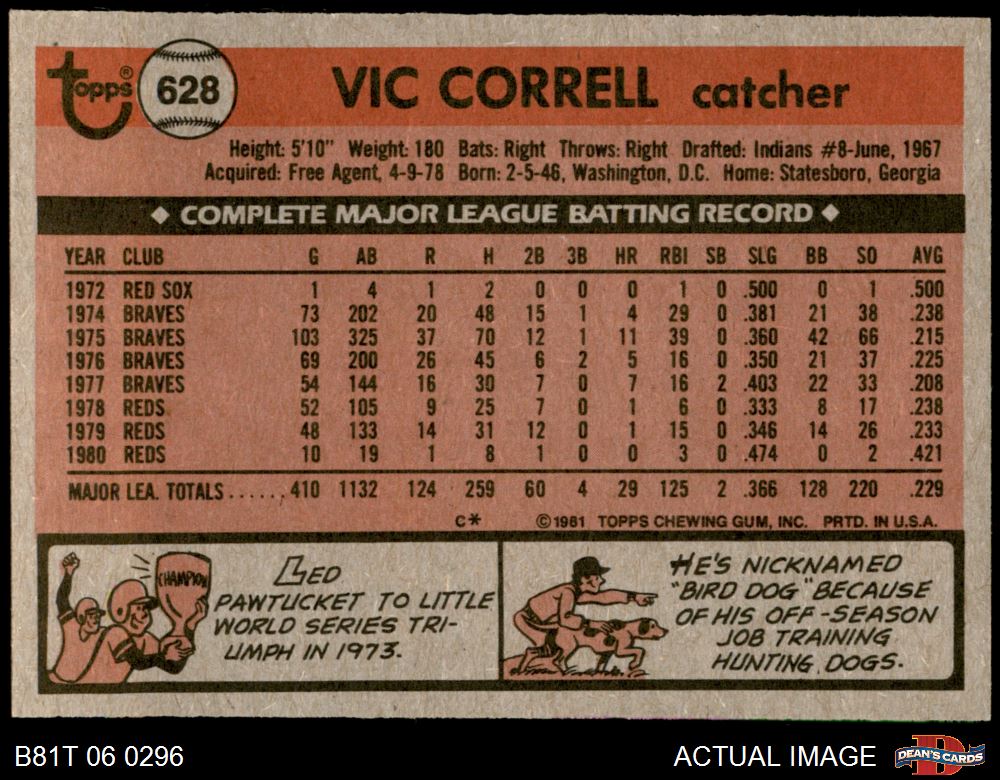 topps® 628 VIC CORRELL catcher
Height: 5'10" Weight: 180 Bats: Right Throws: Right Drafted: Indians #8-June, 1967
Acquired: Free Agent, 4-9-78 Born: 2-5-46, Washington, D.C. Home: Statesboro, Georgia
◆ COMPLETE MAJOR LEAGUE BATTING RECORD ◆
YEAR CLUB G AB R H 2B 3B HR RBI SB SLG BB SO AVG
1972 RED SOX 1 4 1 2 0 0 0 1 0 .500 0 1 .500
1974 BRAVES 73 202 20 48 15 1 4 29 0 .381 21 38 .238
1975 BRAVES 103 325 37 70 12 1 11 39 0 .360 42 66 .215
1976 BRAVES 69 200 26 45 6 2 5 16 0 .350 21 37 .225
1977 BRAVES 54 144 16 30 7 0 7 16 2 .403 22 33 .208
1978 REDS 52 105 9 25 7 0 1 6 0 .333 8 17 .238
1979 REDS 48 133 14 31 12 0 1 15 0 .346 14 26 .233
1980 REDS 10 19 1 8 1 0 0 3 0 .474 0 2 .421
MAJOR LEA. TOTALS......410 1132 124 259 60 4 29 125 2 .366 128 220 .229
C* ©1981 TOPPS CHEWING GUM, INC. PRTD. IN U.S.A.
CHAMPION
LED
PAWTUCKET TO LITTLE
WORLD SERIES TRI-
UMPH IN 1973.
HE'S NICKNAMED
"BIRD DOG" BECAUSE
OF HIS OFF-SEASON
JOB TRAINING
HUNTING DOGS.
B81T 06 0296 ACTUAL IMAGE DEAN'S CARDS